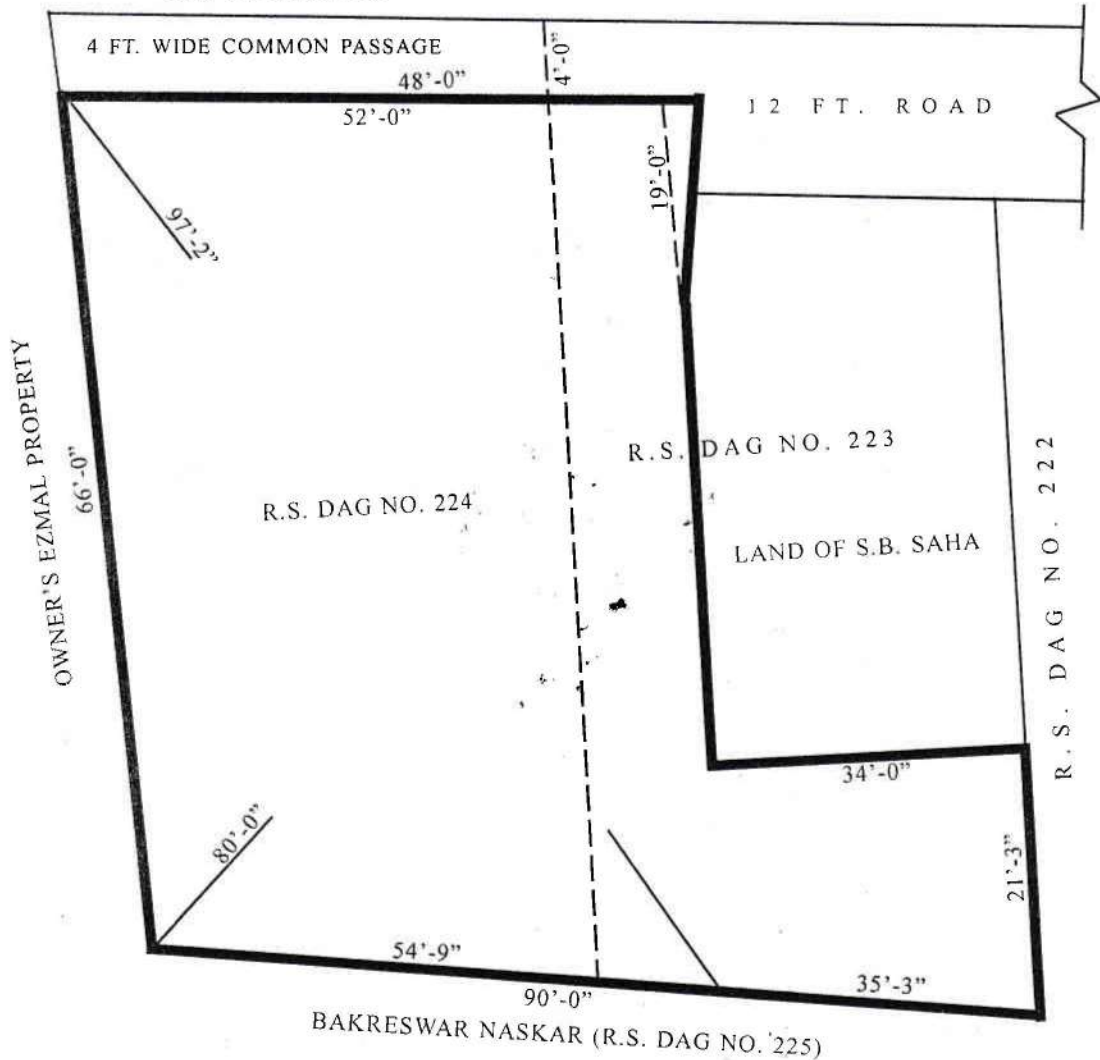 4 FT. WIDE COMMON PASSAGE
48'-0"
4'-0"
52'-0"
12 FT. ROAD
19'-0"
97'-2"
OWNER'S EZMAL PROPERTY
66'-0"
R.S. DAG NO. 223
R.S. DAG NO. 224
LAND OF S.B. SAHA
R.S. DAG NO. 222
34'-0"
80'-0"
21'-3"
54'-9"
35'-3"
90'-0"
BAKRESWAR NASKAR (R.S. DAG NO. 225)